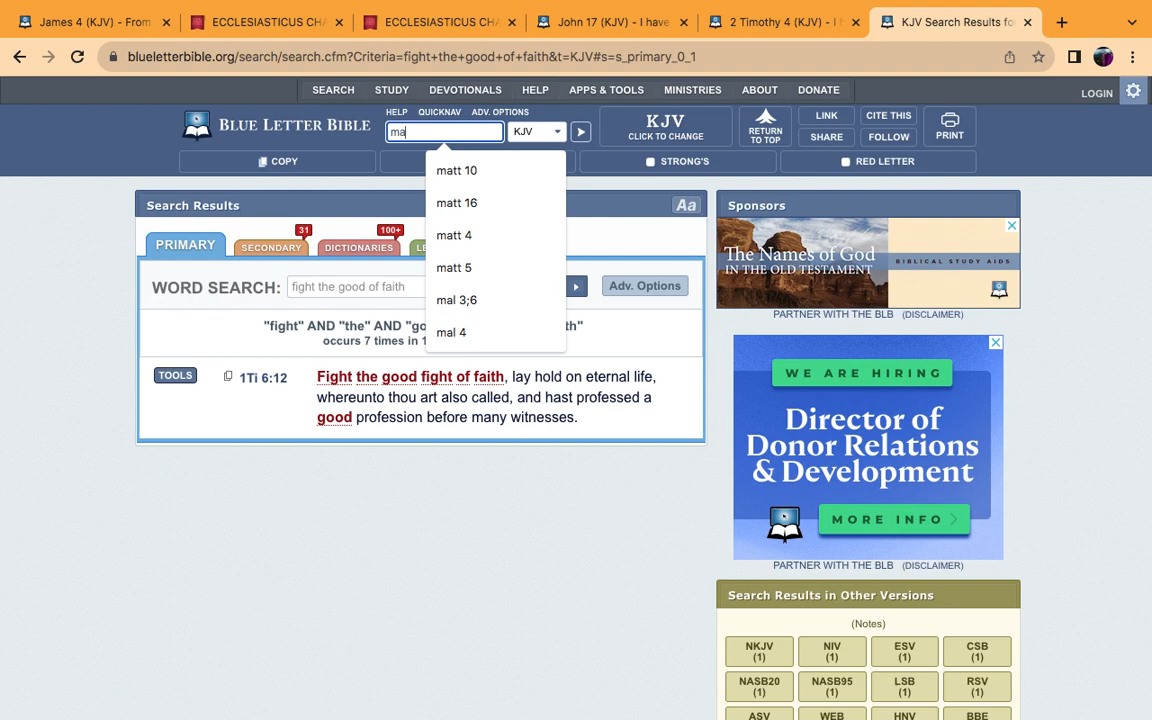 James 4 (KJV) - From
ECCLESIASTICUS CHA
ECCLESIASTICUS CHA
John 17 (KJV) - I have
2 Timothy 4 (KJV) - I h
KJV Search Results fo
blueletterbible.org/search/search.cfm?Criteria=fight+the+good+of+faith&t=KJV#s=s_primary_0_1
SEARCH STUDY DEVOTIONALS HELP APPS & TOOLS MINISTRIES ABOUT DONATE
LOGIN
BLUE LETTER BIBLE
HELP QUICKNAV ADV. OPTIONS
ma
KJV
KJV
CLICK TO CHANGE
RETURN
TO TOP
LINK
CITE THIS
SHARE
FOLLOW
PRINT
COPY
STRONG'S
RED LETTER
matt 10
matt 16
matt 4
matt 5
mal 3;6
mal 4
Search Results
Aa
PRIMARY
SECONDARY
31
DICTIONARIES
100+
LE
WORD SEARCH:
fight the good of faith
Adv. Options
"fight" AND "the" AND "go
th"
occurs 7 times in 1
TOOLS
1Ti 6:12
Fight the good fight of faith, lay hold on eternal life,
whereunto thou art also called, and hast professed a
good profession before many witnesses.
Sponsors
The Names of God
IN THE OLD TESTAMENT
BIBLICAL STUDY AIDS
PARTNER WITH THE BLB (DISCLAIMER)
WE ARE HIRING
Director of
Donor Relations
& Development
MORE INFO
PARTNER WITH THE BLB (DISCLAIMER)
Search Results in Other Versions
(Notes)
NKJV
(1)
NIV
(1)
ESV
(1)
CSB
(1)
NASB20
(1)
NASB95
(1)
LSB
(1)
RSV
(1)
ASV
WEB
HNV
BBE